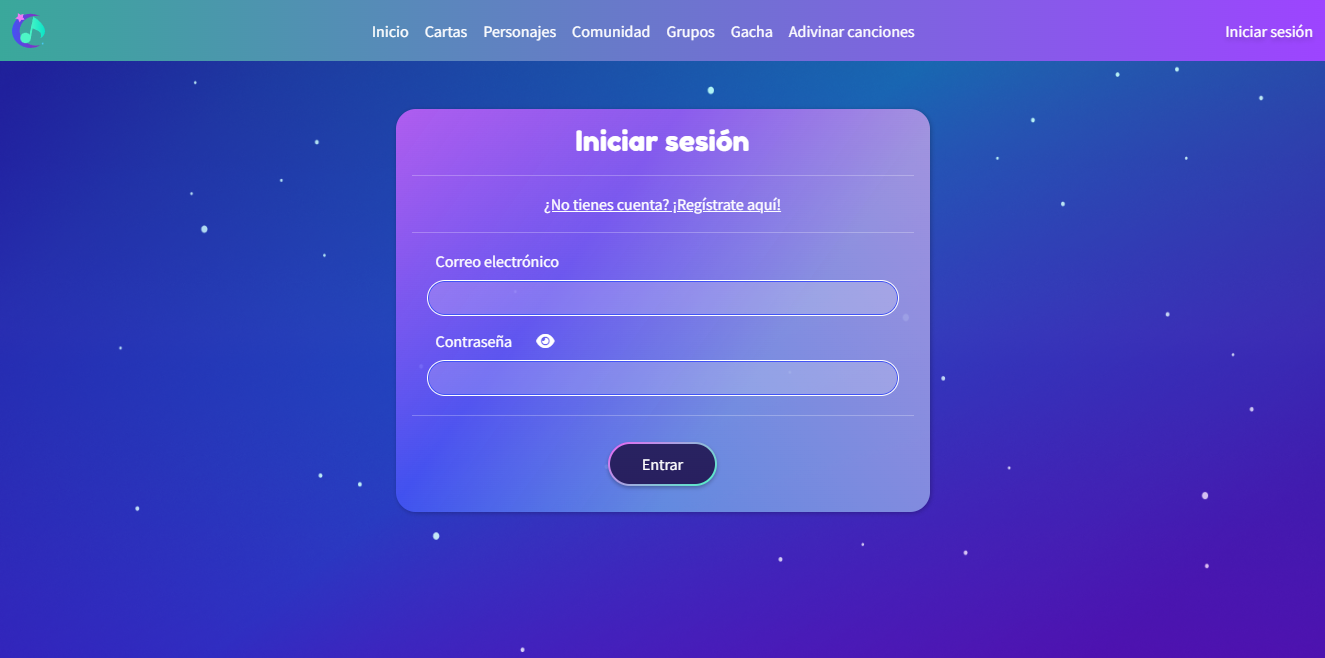 Inicio Cartas Personajes Comunidad Grupos Gacha Adivinar canciones Iniciar sesión
Iniciar sesión
¿No tienes cuenta? ¡Regístrate aquí!
Correo electrónico
Contraseña
Entrar